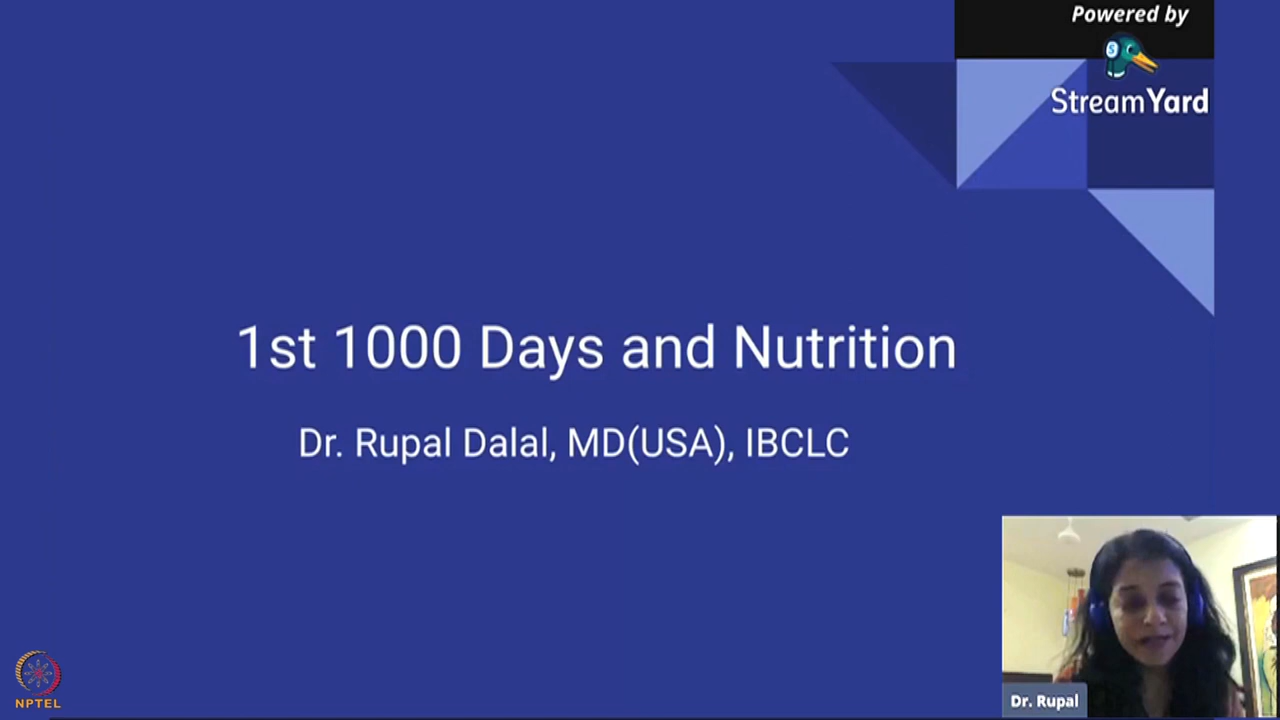 Powered by
StreamYard
1st 1000 Days and Nutrition
Dr. Rupal Dalal, MD(USA), IBCLC
Dr. Rupal
NPTEL